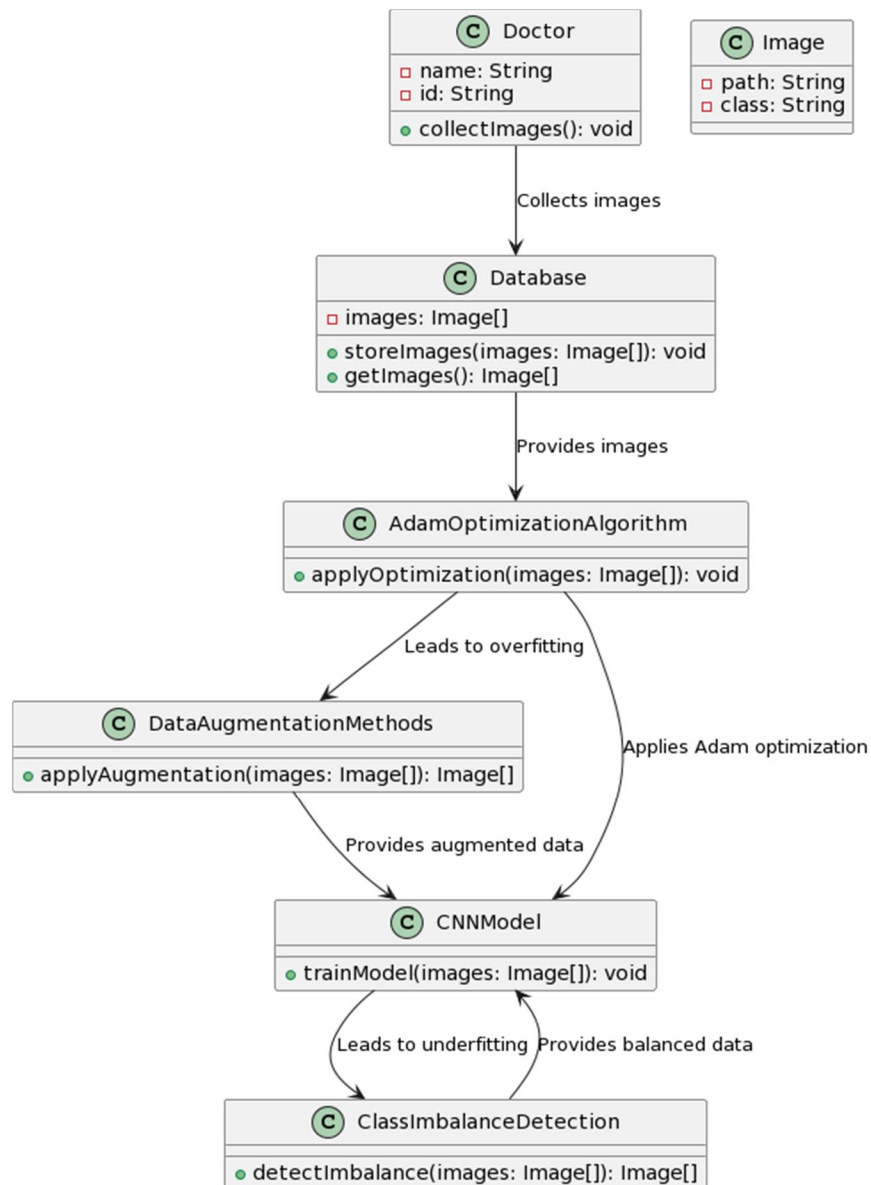 C Doctor
name: String
id: String
collectImages(): void
C Image
path: String
class: String
Collects images
C Database
images: Image[]
storeImages(images: Image[]): void
getImages(): Image[]
Provides images
C AdamOptimizationAlgorithm
applyOptimization(images: Image[]): void
Leads to overfitting
C DataAugmentationMethods
applyAugmentation(images: Image[]): Image[]
Applies Adam optimization
Provides augmented data
C CNNModel
trainModel(images: Image[]): void
Leads to underfitting
Provides balanced data
C ClassImbalanceDetection
detectImbalance(images: Image[]): Image[]